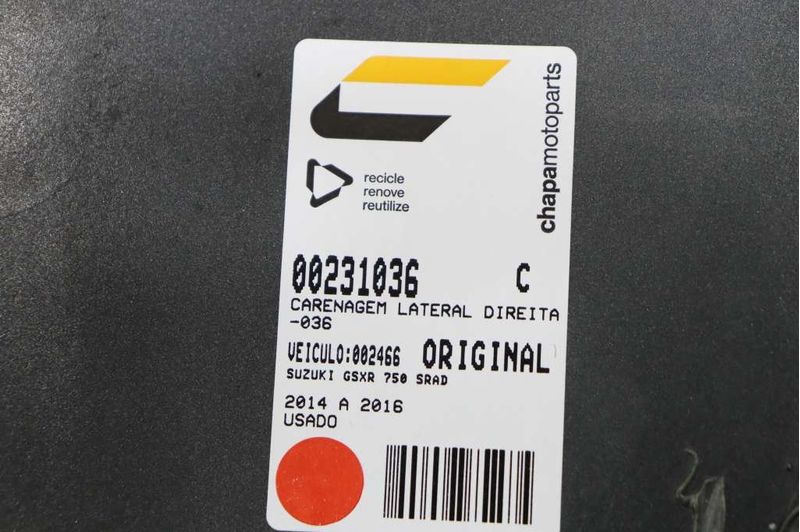 chapamotoparts
recicle
renove
reutilize
00231036 C
CARENAGEM LATERAL DIREITA
-036
VEICULO:002466 ORIGINAL
SUZUKI GSXR 750 SRAD
2014 A 2016
USADO